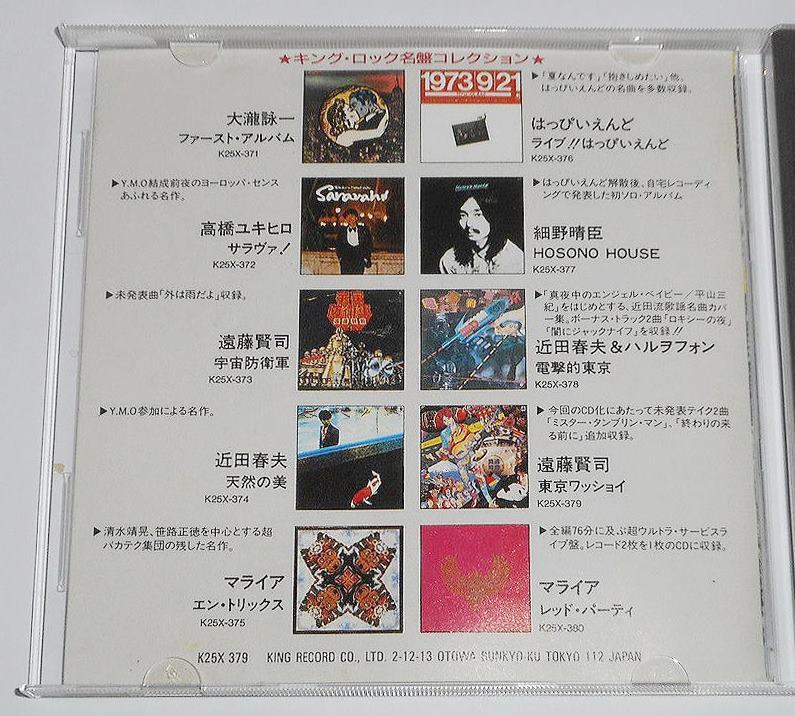 ★キング・ロック名盤コレクション★
大瀧詠一
ファースト・アルバム
K25X-371
▶Y.M.O結成前夜のヨーロッパ・センス
あふれる名作。
高橋ユキヒロ
サラヴァ!
K25X-372
Saravah!
▶未発表曲「外は雨だよ」収録。
遠藤賢司
宇宙防衛軍
K25X-373
▶Y.M.O参加による名作。
近田春夫
天然の美
K25X-374
▶清水靖晃、笹路正徳を中心とする超
バカテク集団の残した名作。
マライア
エン・トリックス
K25X-375
1973 9 21
▶「夏なんです」「抱きしめたい」他、
はっぴいえんどの名曲を多数収録。
はっぴいえんど
ライブ!!はっぴいえんど
K25X-376
▶はっぴいえんど解散後、自宅レコーディ
ングで発表した初ソロ・アルバム
細野晴臣
HOSONO HOUSE
K25X-377
▶「真夜中のエンジェル・ベイビー/平山三
紀」をはじめとする、近田流歌謡名曲カバ
ー集。ボーナス・トラック2曲「ロキシーの夜」
「闇にジャックナイフ」を収録!!
近田春夫&ハルヲフォン
電撃的東京
K25X-378
▶今回のCD化にあたって未発表テイク2曲
「ミスター・タンブリン・マン」、「終わりの来
る前に」追加収録。
遠藤賢司
東京ワッショイ
K25X-379
▶全編76分に及ぶ超ウルトラ・サービスラ
イブ盤。レコード2枚を1枚のCDに収録。
マライア
レッド・パーティ
K25X-380
K25X 379 KING RECORD CO., LTD. 2-12-13 OTOWA BUNKYO-KU TOKYO 112 JAPAN